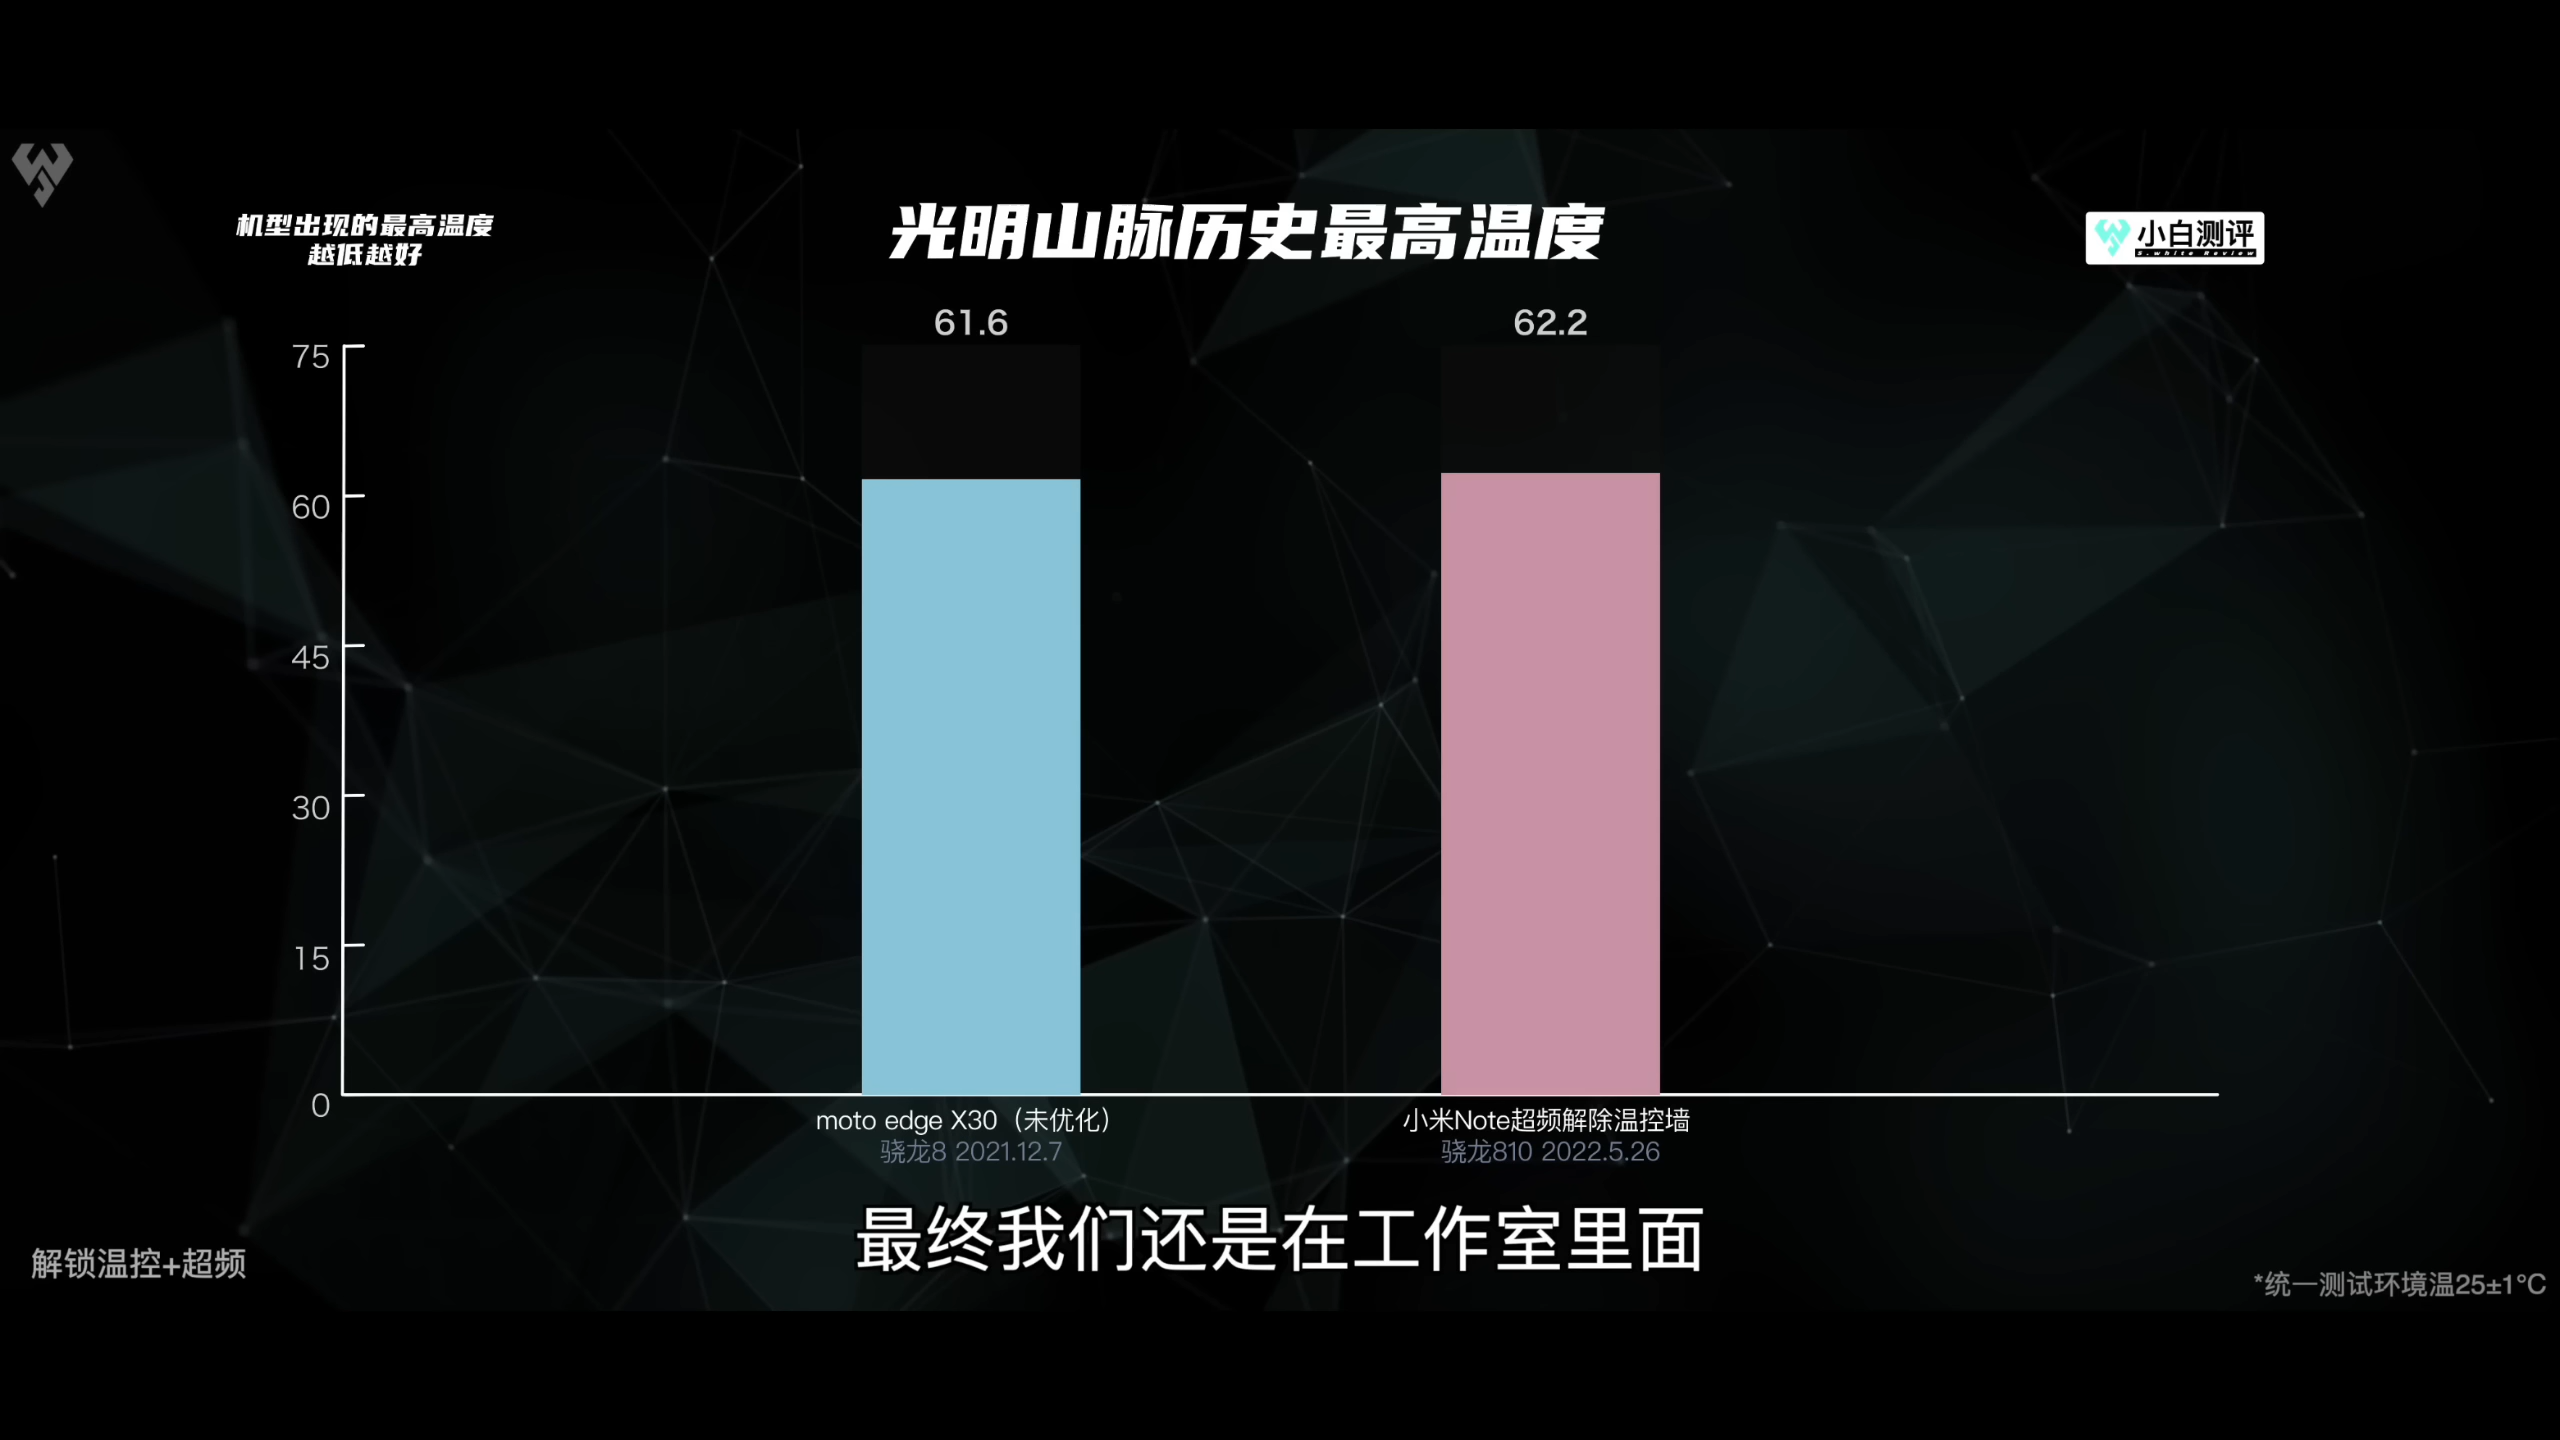 机型出现的最高温度
越低越好
光明山脉历史最高温度
小白测评
S.white Review
61.6
62.2
75
60
45
30
15
0
moto edge X30（未优化）
骁龙8 2021.12.7
小米Note超频解除温控墙
骁龙810 2022.5.26
最终我们还是在工作室里面
解锁温控+超频
*统一测试环境温25±1°C